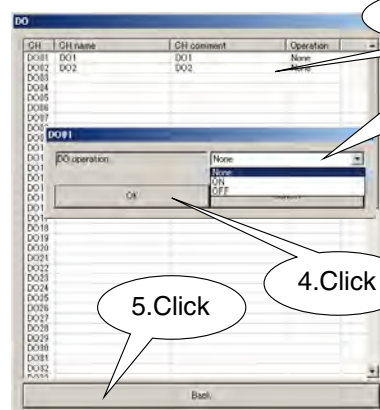 DO
CH CH name CH comment Operation
DO01 DO1 DO1 None
DO02 DO2 DO2 None
DO03
DO04
DO05
DO06
DO07
DO#1
DO operation None
None
ON
OFF
OK
DO18
DO19
DO20
DO21
DO22
DO23
DO24
DO25
DO26
DO27
DO28
DO29
DO30
DO31
DO32
4.Click
5.Click
Back